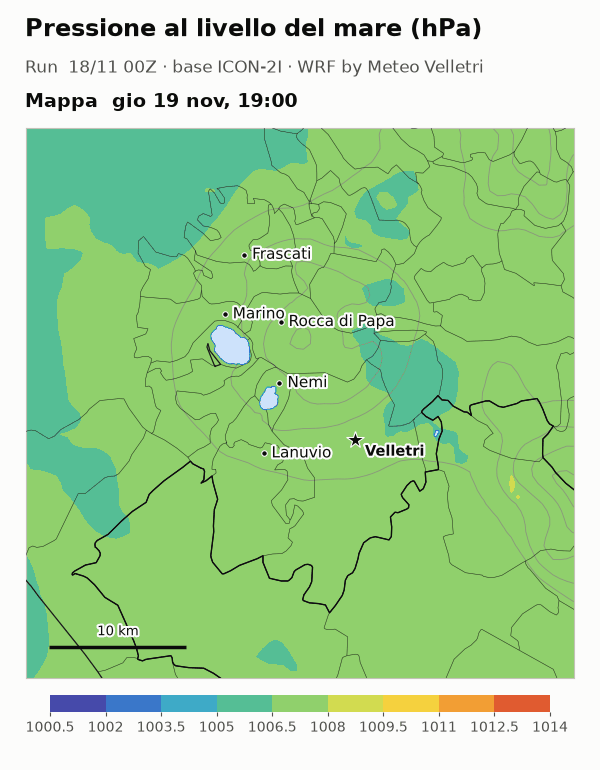 Pressione al livello del mare (hPa)
Run  18/11 00Z · base ICON-2I · WRF by Meteo Velletri
Mappa  gio 19 nov, 19:00
Frascati
Marino
Rocca di Papa
Nemi
Velletri
Lanuvio
10 km
1000.5 1002 1003.5 1005 1006.5 1008 1009.5 1011 1012.5 1014